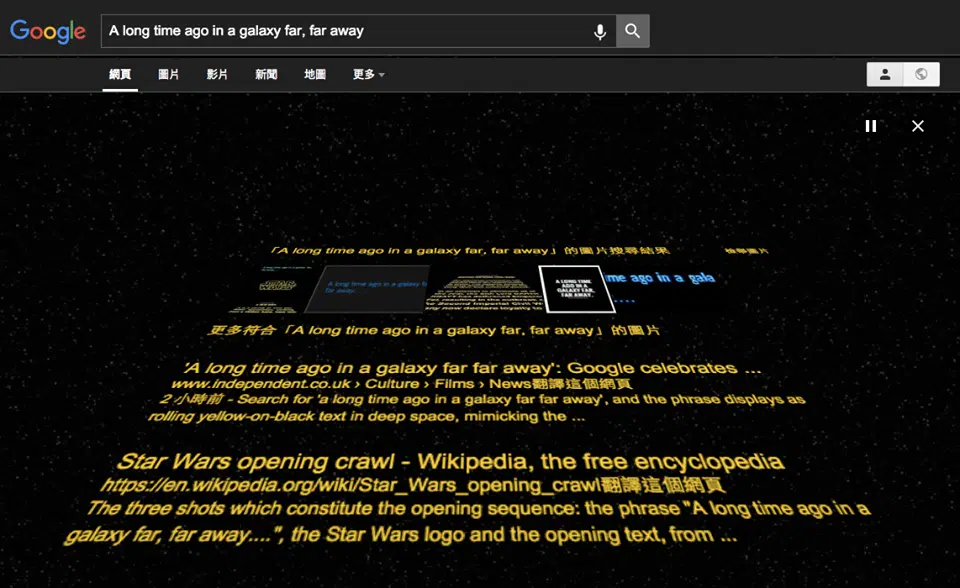 Google
A long time ago in a galaxy far, far away
網頁 圖片 影片 新聞 地圖 更多
「A long time ago in a galaxy far, far away」的圖片搜尋結果
me ago in a gala
A LONG TIME
AGO IN A
GALAXY FAR,
FAR AWAY.
更多符合「A long time ago in a galaxy far, far away」的圖片
'A long time ago in a galaxy far far away': Google celebrates ...
www.independent.co.uk › Culture › Films › News翻譯這個網頁
2 小時前 - Search for 'a long time ago in a galaxy far far away', and the phrase displays as
rolling yellow-on-black text in deep space, mimicking the ...
Star Wars opening crawl - Wikipedia, the free encyclopedia
https://en.wikipedia.org/wiki/Star_Wars_opening_crawl翻譯這個網頁
The three shots which constitute the opening sequence: the phrase "A long time ago in a
galaxy far, far away....", the Star Wars logo and the opening text, from ...